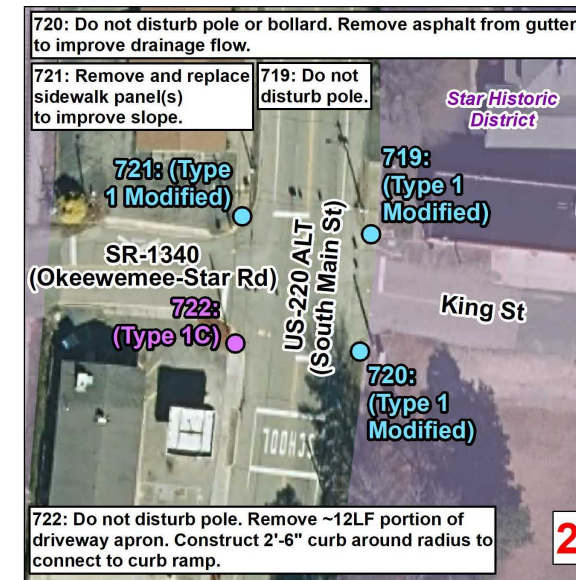 720: Do not disturb pole or bollard. Remove asphalt from gutter
to improve drainage flow.
721: Remove and replace
sidewalk panel(s)
to improve slope.
719: Do not
disturb pole.
Star Historic
District
721: (Type
1 Modified)
719:
(Type 1
Modified)
SR-1340
(Okeewemee-Star Rd)
US-220 ALT
(South Main St)
King St
722:
(Type 1C)
720:
(Type 1
Modified)
SCHOOL
722: Do not disturb pole. Remove ~12LF portion of
driveway apron. Construct 2'-6" curb around radius to
connect to curb ramp.
2